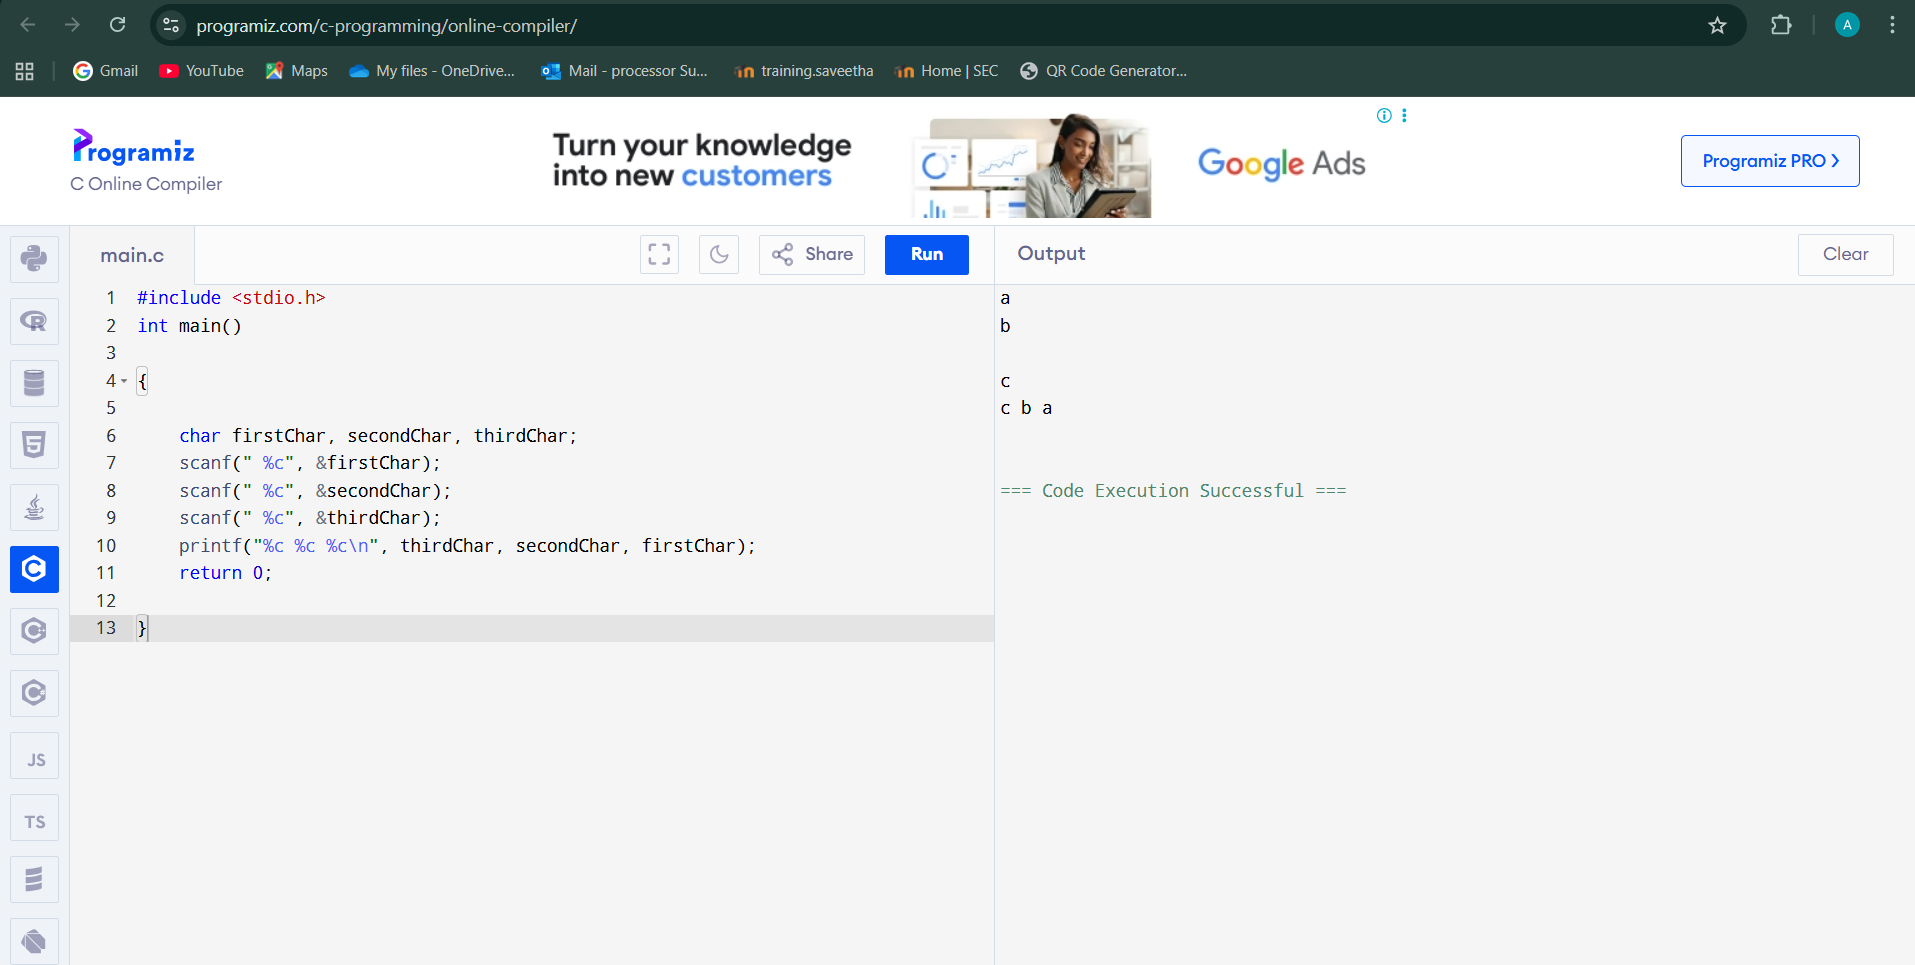 programiz.com/c-programming/online-compiler/
A
Gmail YouTube Maps My files - OneDrive... Mail - processor Su... training.saveetha Home | SEC QR Code Generator...
Programiz
C Online Compiler
Turn your knowledge
into new customers
Google Ads
Programiz PRO >
main.c
Share
Run
Output
Clear
1 #include <stdio.h>
2 int main()
3
4 {
5
6 char firstChar, secondChar, thirdChar;
7 scanf(" %c", &firstChar);
8 scanf(" %c", &secondChar);
9 scanf(" %c", &thirdChar);
10 printf("%c %c %c\n", thirdChar, secondChar, firstChar);
11 return 0;
12
13 }
a
b
c
c b a
=== Code Execution Successful ===
R
5
C
C
C
JS
TS